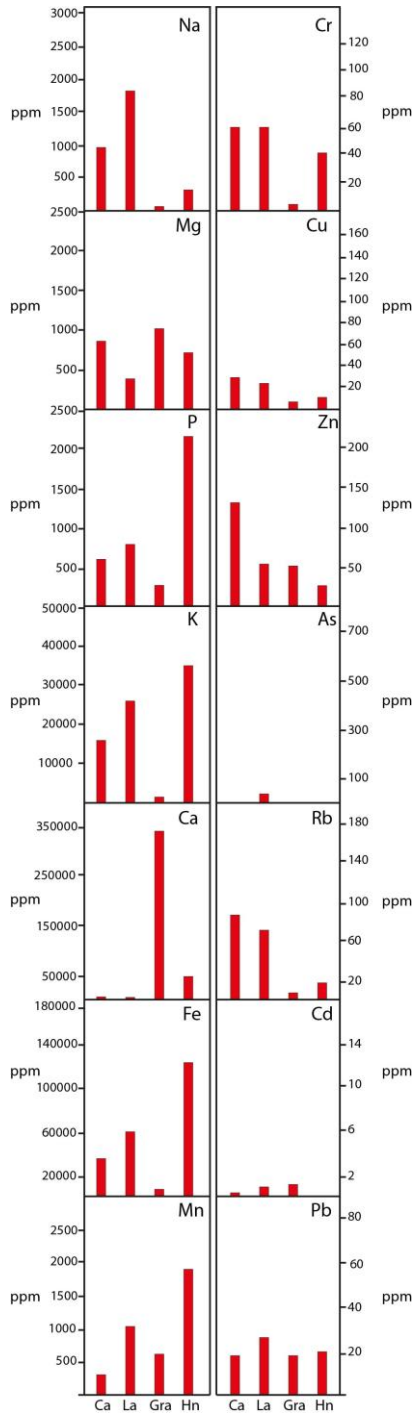 3000 Na Cr
2500 120
2000 100
ppm 1500 80 ppm
1000 60
500 40
20
2500 Mg Cu
2000 160
140
ppm 1500 120 ppm
100
1000 80
60
500 40
20
2500 P Zn
2000 200
ppm 1500 150 ppm
1000 100
500 50
50000 K As
40000 700
ppm 30000 500 ppm
20000 300
10000 100
Ca Rb
350000 180
250000 140
ppm 150000 100 ppm
60
50000 20
180000 Fe Cd
140000 14
ppm 100000 10 ppm
60000 6
20000 2
Mn Pb
2500 80
2000 60
ppm 1500 40 ppm
1000
500 20
Ca La Gra Hn Ca La Gra Hn